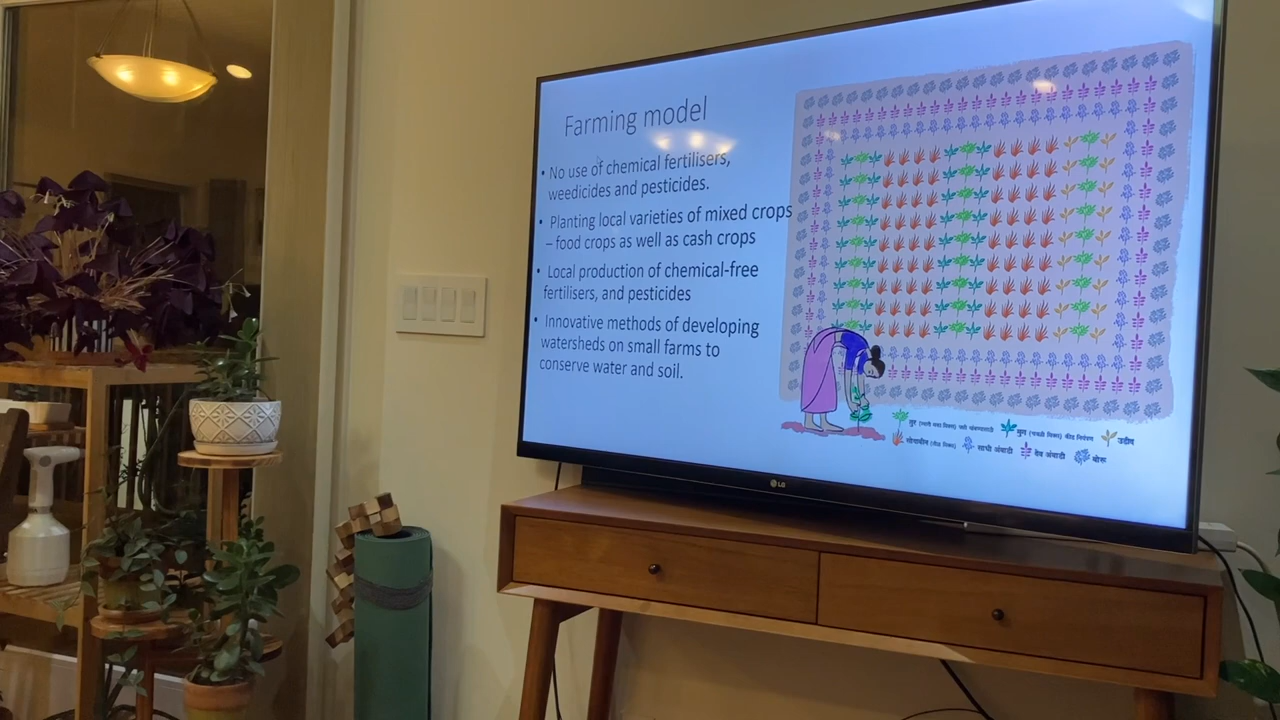 Farming model
• No use of chemical fertilisers,
weedicides and pesticides.
• Planting local varieties of mixed crops
– food crops as well as cash crops
• Local production of chemical-free
fertilisers, and pesticides
• Innovative methods of developing
watersheds on small farms to
conserve water and soil.
तुर मुग उडीद
सोयाबीन साधी अंबाडी देव अंबाडी बोरू
LG